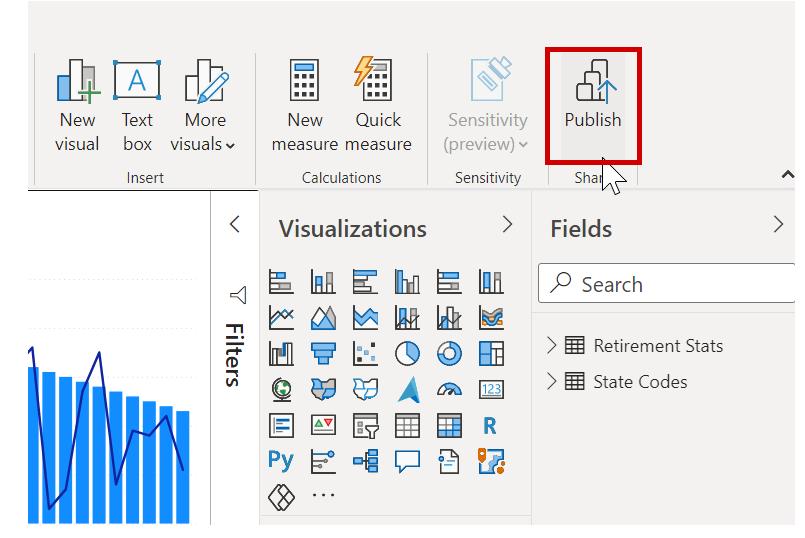 New visual
Text box
More visuals
New measure
Quick measure
Sensitivity (preview)
Publish
Insert
Calculations
Sensitivity
Shar
Visualizations
Fields
Search
Filters
Retirement Stats
State Codes
A
123
R
Py